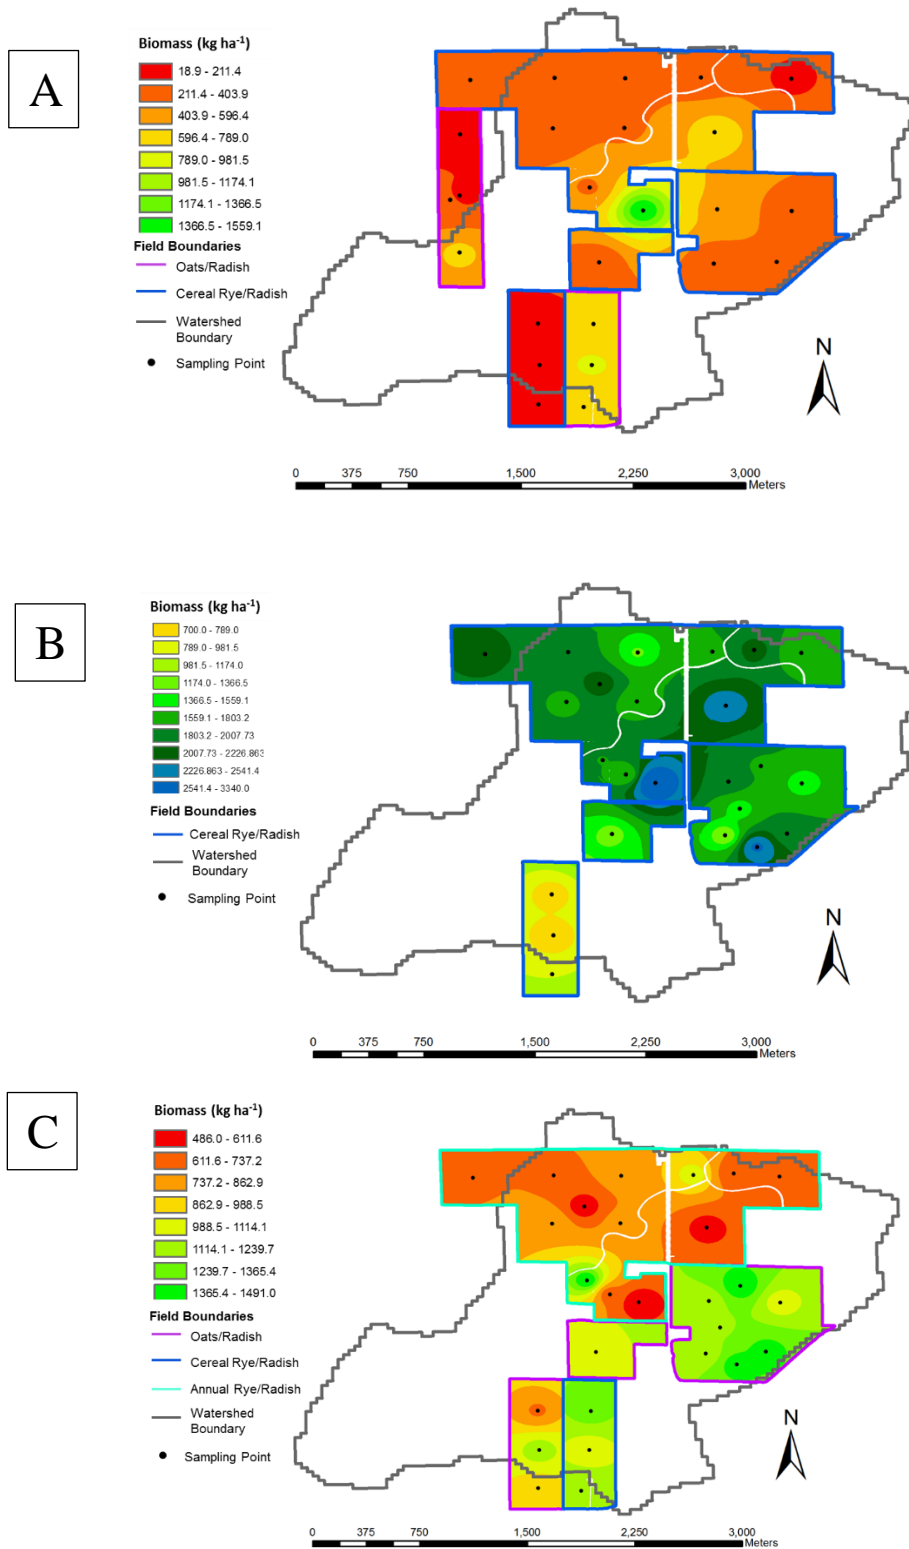 A
Biomass (kg ha-1)
18.9 - 211.4
211.4 - 403.9
403.9 - 596.4
596.4 - 789.0
789.0 - 981.5
981.5 - 1174.1
1174.1 - 1366.5
1366.5 - 1559.1
Field Boundaries
Oats/Radish
Cereal Rye/Radish
Watershed
Boundary
Sampling Point
N
0 375 750 1,500 2,250 3,000
Meters
B
Biomass (kg ha-1)
700.0 - 789.0
789.0 - 981.5
981.5 - 1174.0
1174.0 - 1366.5
1366.5 - 1559.1
1559.1 - 1803.2
1803.2 - 2007.73
2007.73 - 2226.863
2226.863 - 2541.4
2541.4 - 3340.0
Field Boundaries
Cereal Rye/Radish
Watershed
Boundary
Sampling Point
N
0 375 750 1,500 2,250 3,000
Meters
C
Biomass (kg ha-1)
486.0 - 611.6
611.6 - 737.2
737.2 - 862.9
862.9 - 988.5
988.5 - 1114.1
1114.1 - 1239.7
1239.7 - 1365.4
1365.4 - 1491.0
Field Boundaries
Oats/Radish
Cereal Rye/Radish
Annual Rye/Radish
Watershed
Boundary
Sampling Point
N
0 375 750 1,500 2,250 3,000
Meters